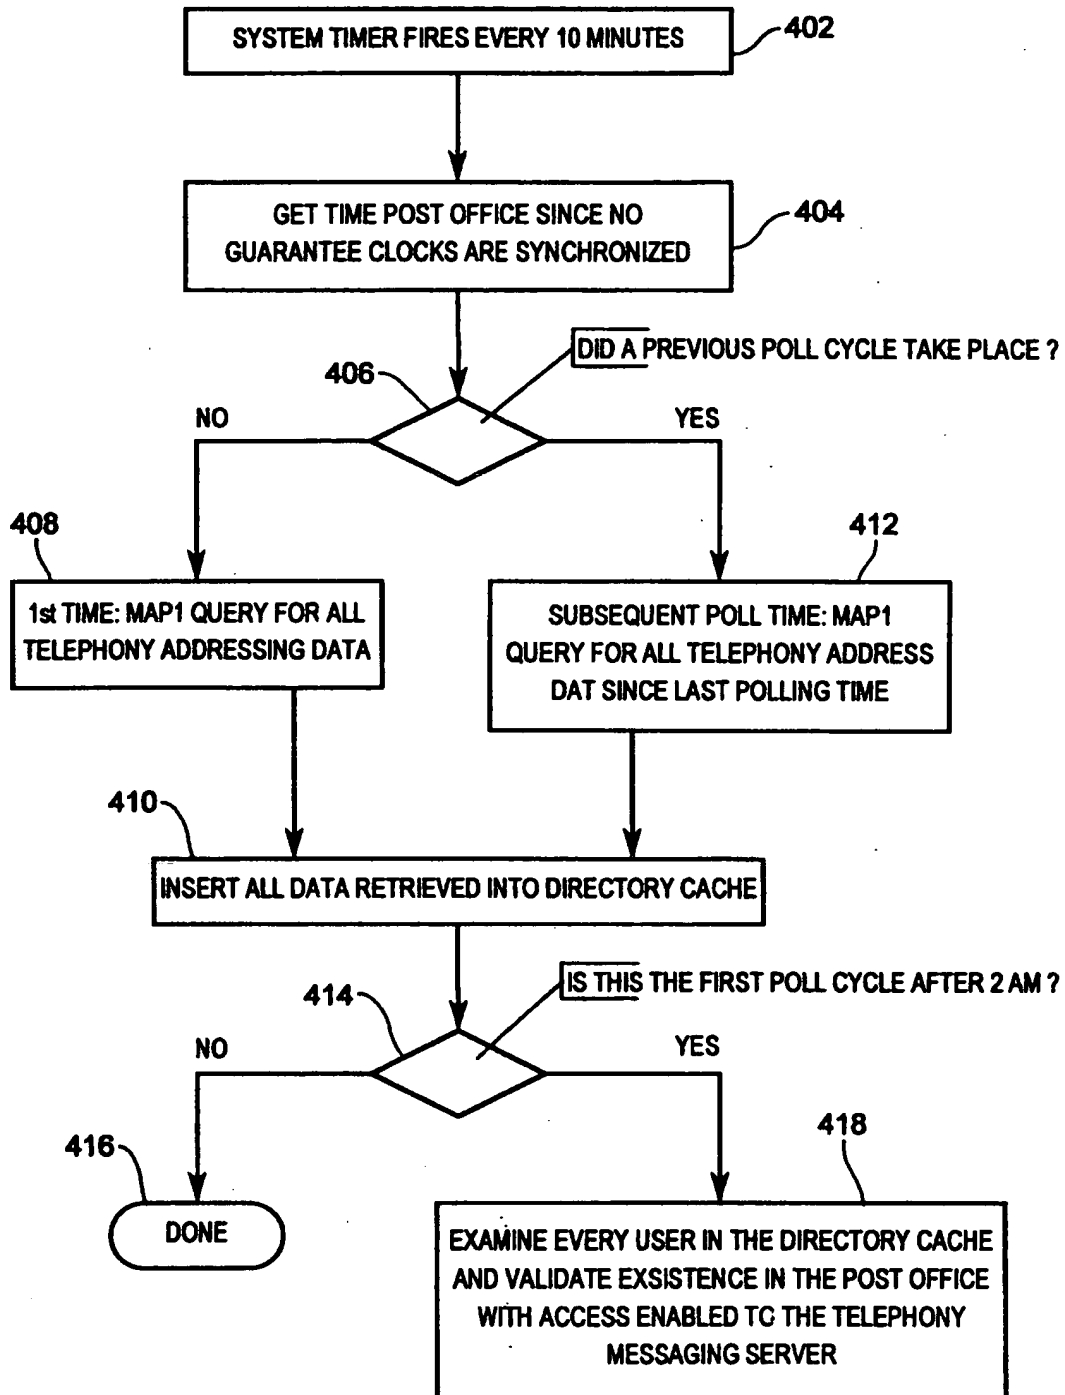 SYSTEM TIMER FIRES EVERY 10 MINUTES
402
GET TIME POST OFFICE SINCE NO
GUARANTEE CLOCKS ARE SYNCHRONIZED
404
DID A PREVIOUS POLL CYCLE TAKE PLACE ?
406
NO
YES
408
1st TIME: MAP1 QUERY FOR ALL
TELEPHONY ADDRESSING DATA
412
SUBSEQUENT POLL TIME: MAP1
QUERY FOR ALL TELEPHONY ADDRESS
DAT SINCE LAST POLLING TIME
410
INSERT ALL DATA RETRIEVED INTO DIRECTORY CACHE
IS THIS THE FIRST POLL CYCLE AFTER 2 AM ?
414
NO
YES
416
DONE
418
EXAMINE EVERY USER IN THE DIRECTORY CACHE
AND VALIDATE EXSISTENCE IN THE POST OFFICE
WITH ACCESS ENABLED TO THE TELEPHONY
MESSAGING SERVER